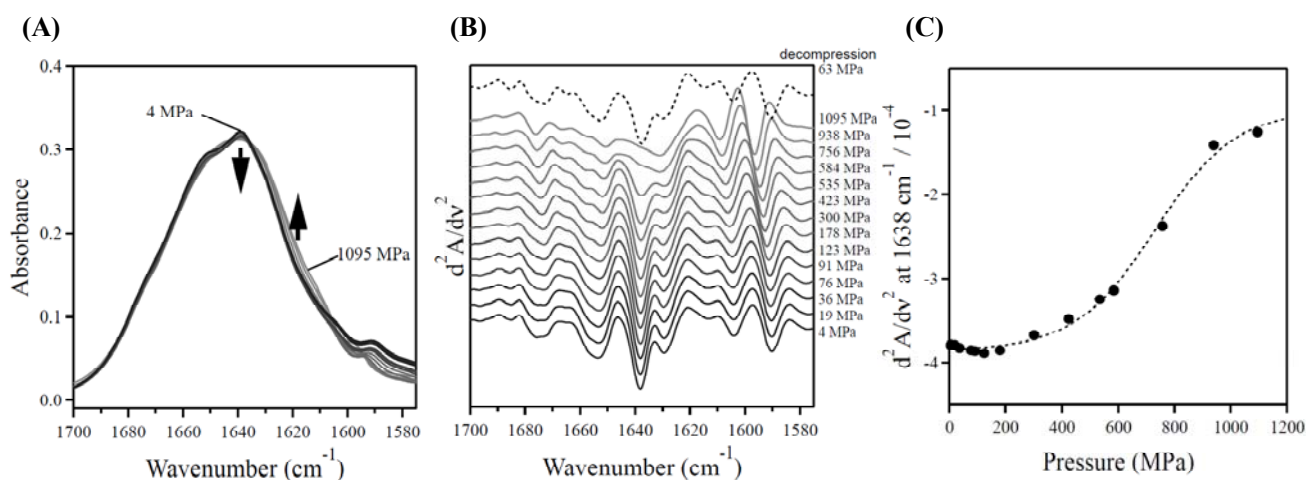 (A)
0.4
0.3
0.2
0.1
0.0
Absorbance
4 MPa
1095 MPa
1700
1680
1660
1640
1620
1600
Wavenumber (cm⁻¹)
(B)
decompression
63 MPa
1095 MPa
938 MPa
756 MPa
584 MPa
535 MPa
423 MPa
300 MPa
178 MPa
123 MPa
91 MPa
76 MPa
36 MPa
19 MPa
4 MPa
d²A/dν²
1700
1680
1660
1640
1620
1600
1580
Wavenumber (cm⁻¹)
(C)
d²A/dν² at 1638 cm⁻¹ / 10⁻⁴
-1
-2
-3
-4
0
200
400
600
800
1000
1200
Pressure (MPa)